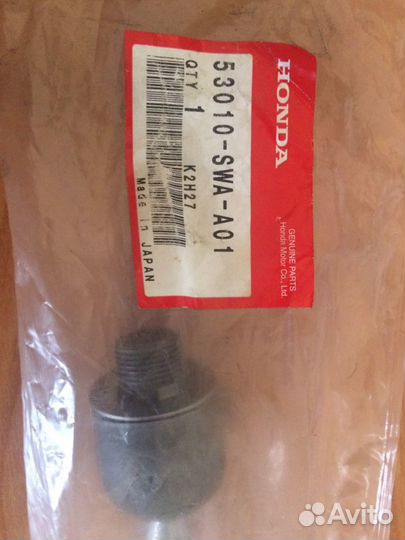 HONDA
GENUINE PARTS
Honda Motor Co., Ltd.
53010-SWA-A01
QTY 1
K2H27
Made in JAPAN
Avito